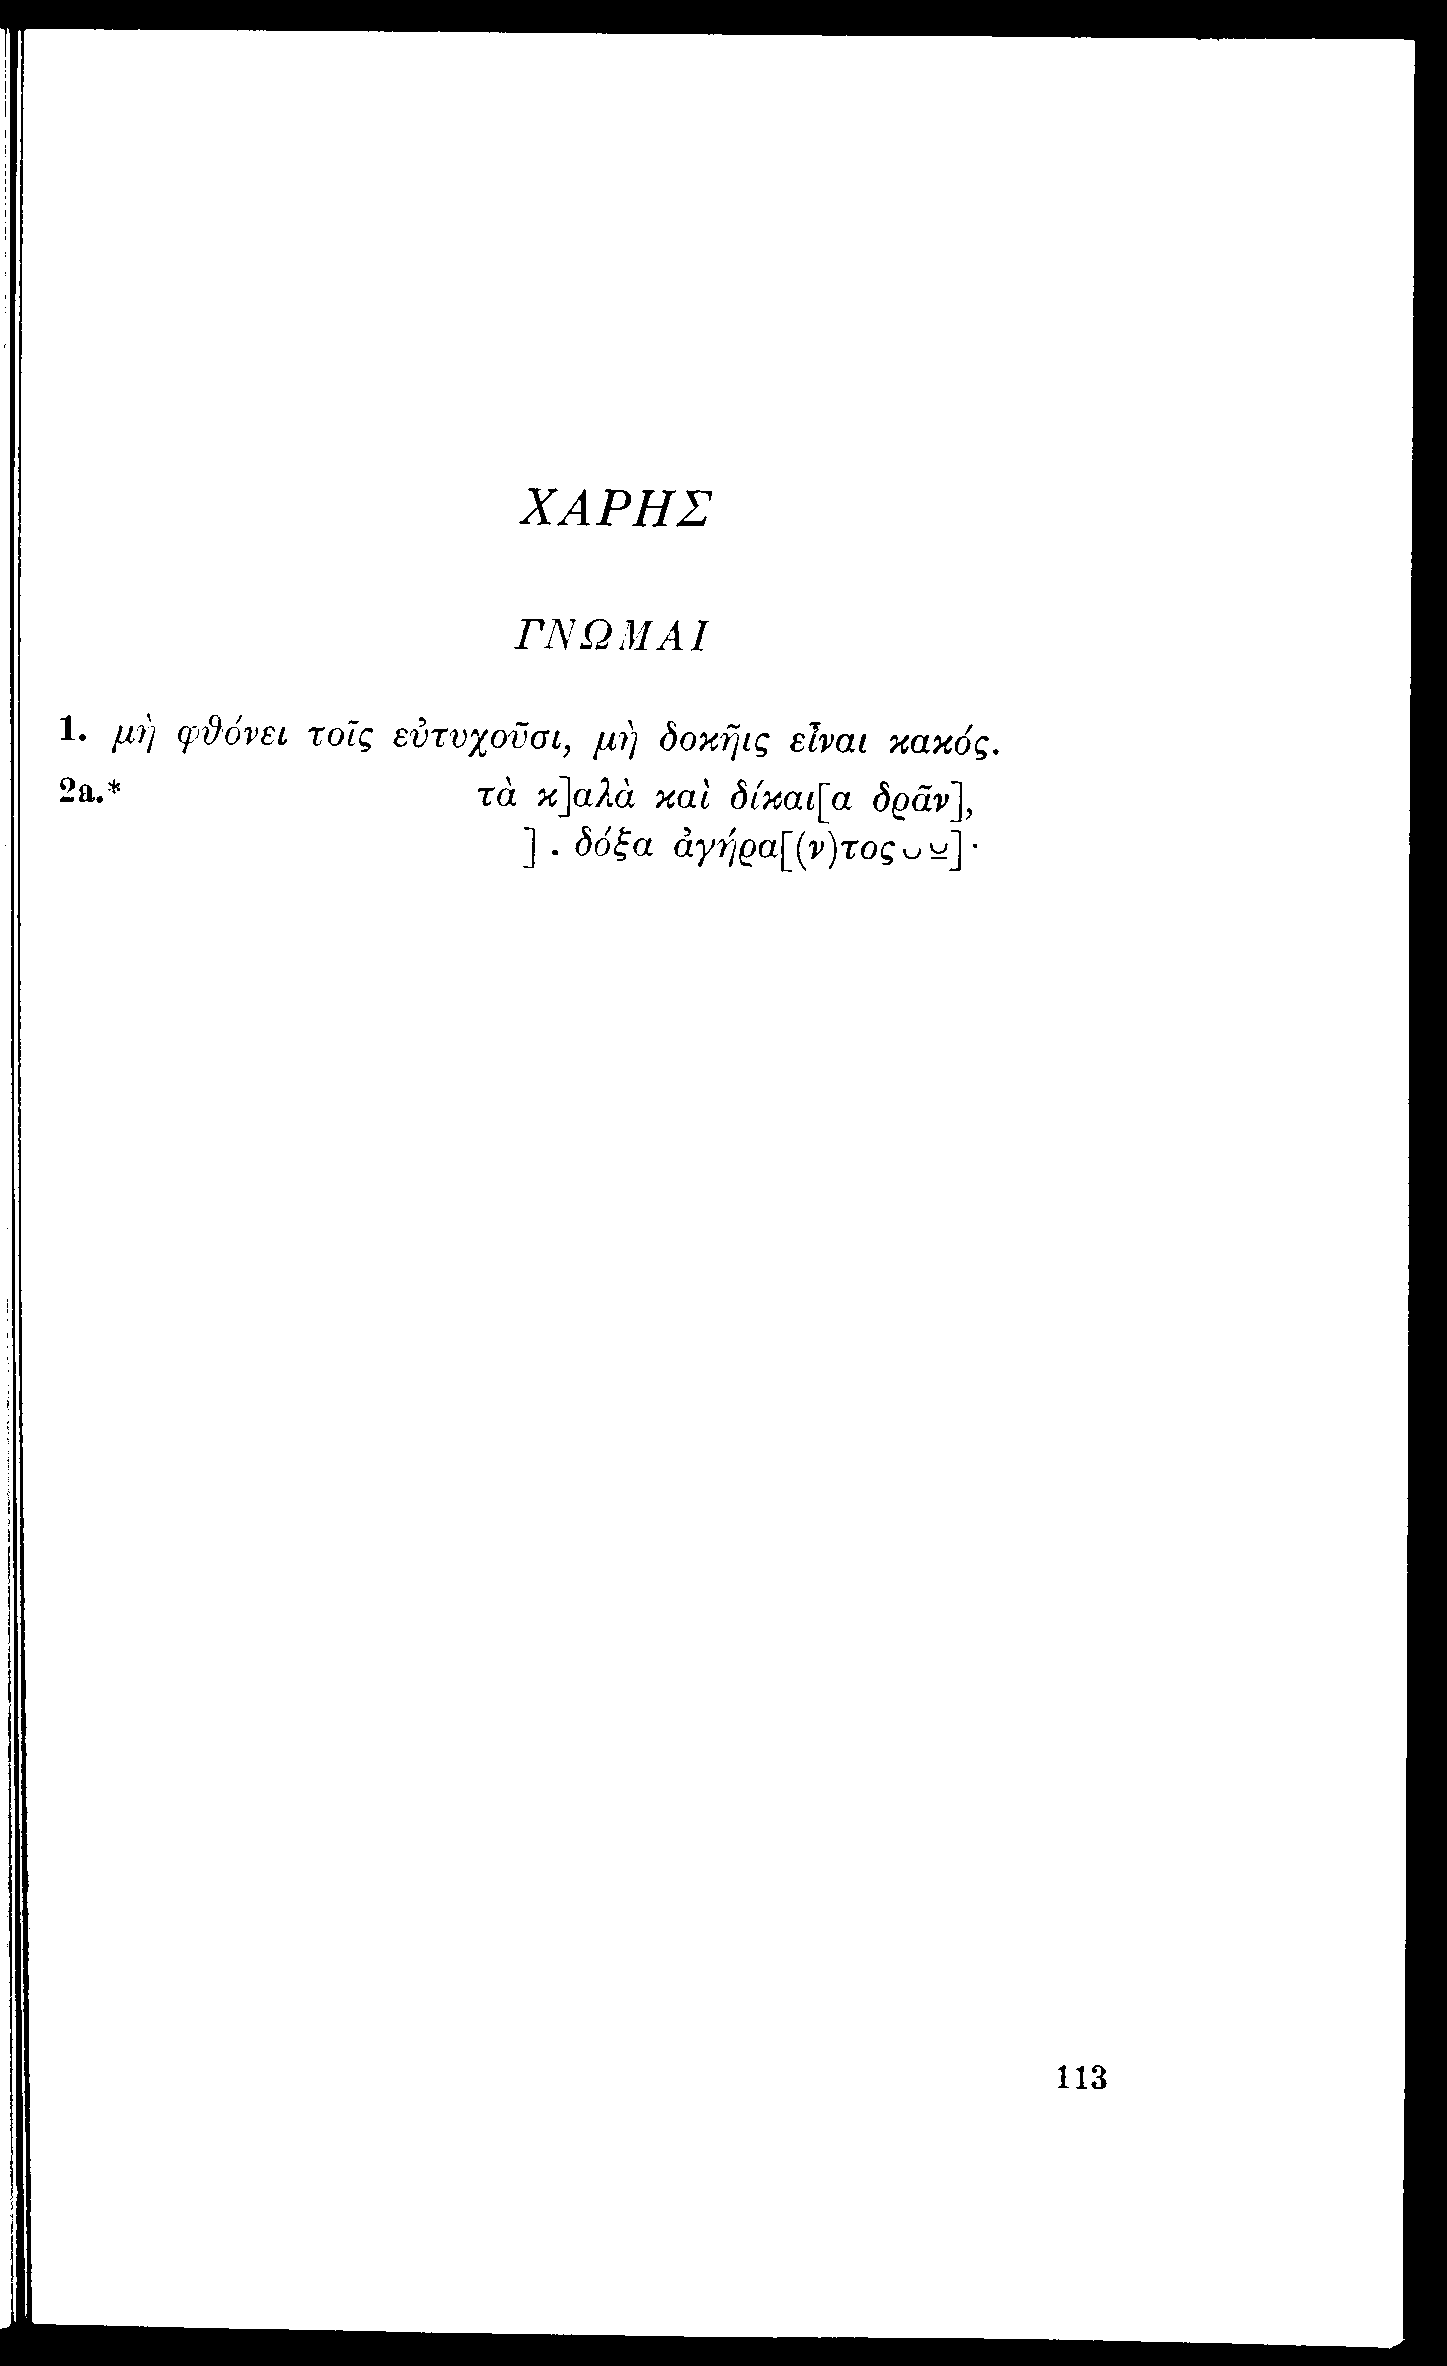 ΧΑΡΗΣ
ΓΝΩΜΑΙ
1. μὴ φθόνει τοῖς εὐτυχοῦσι, μὴ δοκῆις εἶναι κακός.
2a.* τὰ κ]αλὰ καὶ δίκαι[α δρᾶν],
] . δόξα ἀγήρα[(ν)τος ⏑ ⏓]·
113